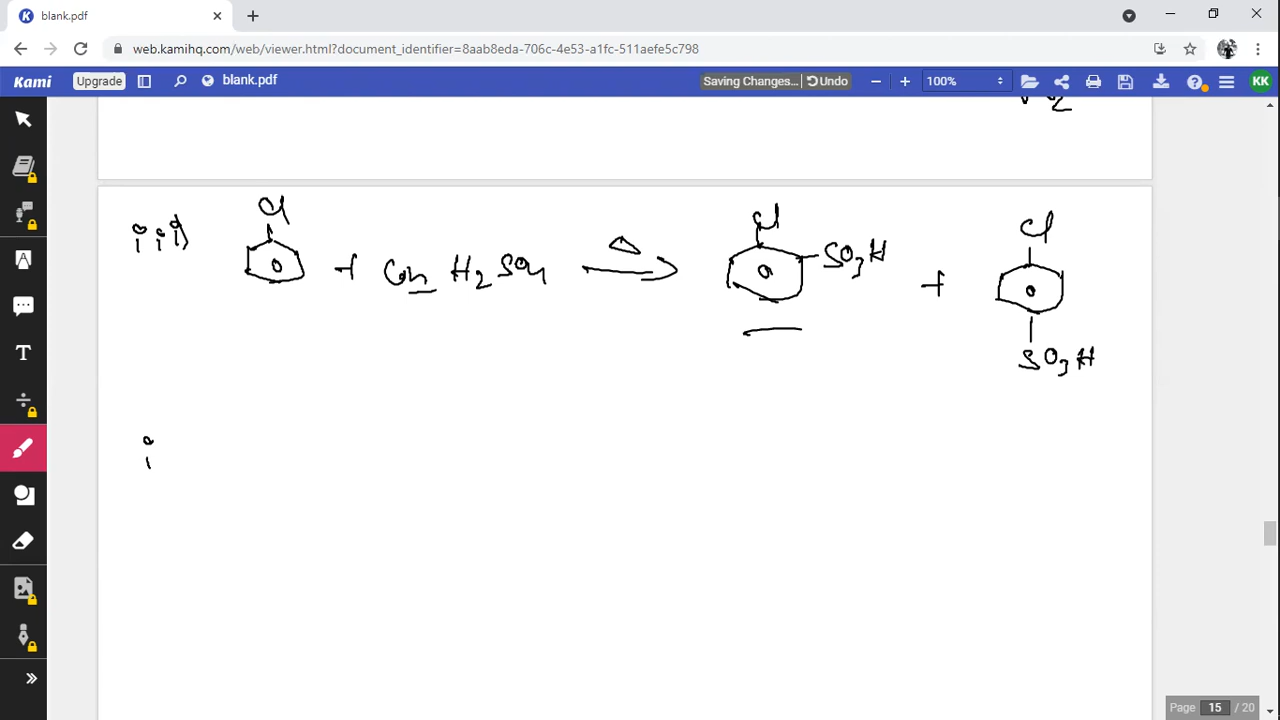 blank.pdf
web.kamihq.com/web/viewer.html?document_identifier=8aab8eda-706c-4e53-a1fc-511aefe5c798
Kami Upgrade blank.pdf Saving Changes... Undo 100% KK
iii) Cl + Con H2SO4 Δ Cl SO3H + Cl SO3H
i
Page 15 / 20